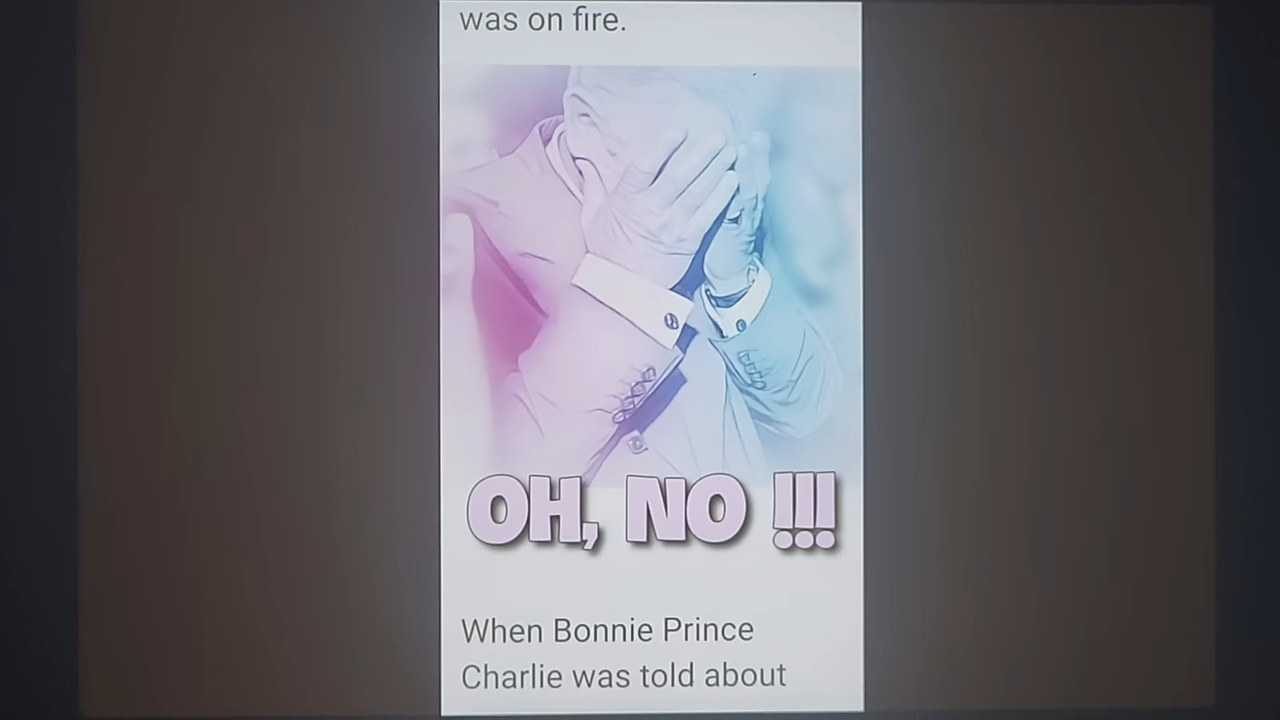 was on fire.
OH, NO !!!
When Bonnie Prince
Charlie was told about